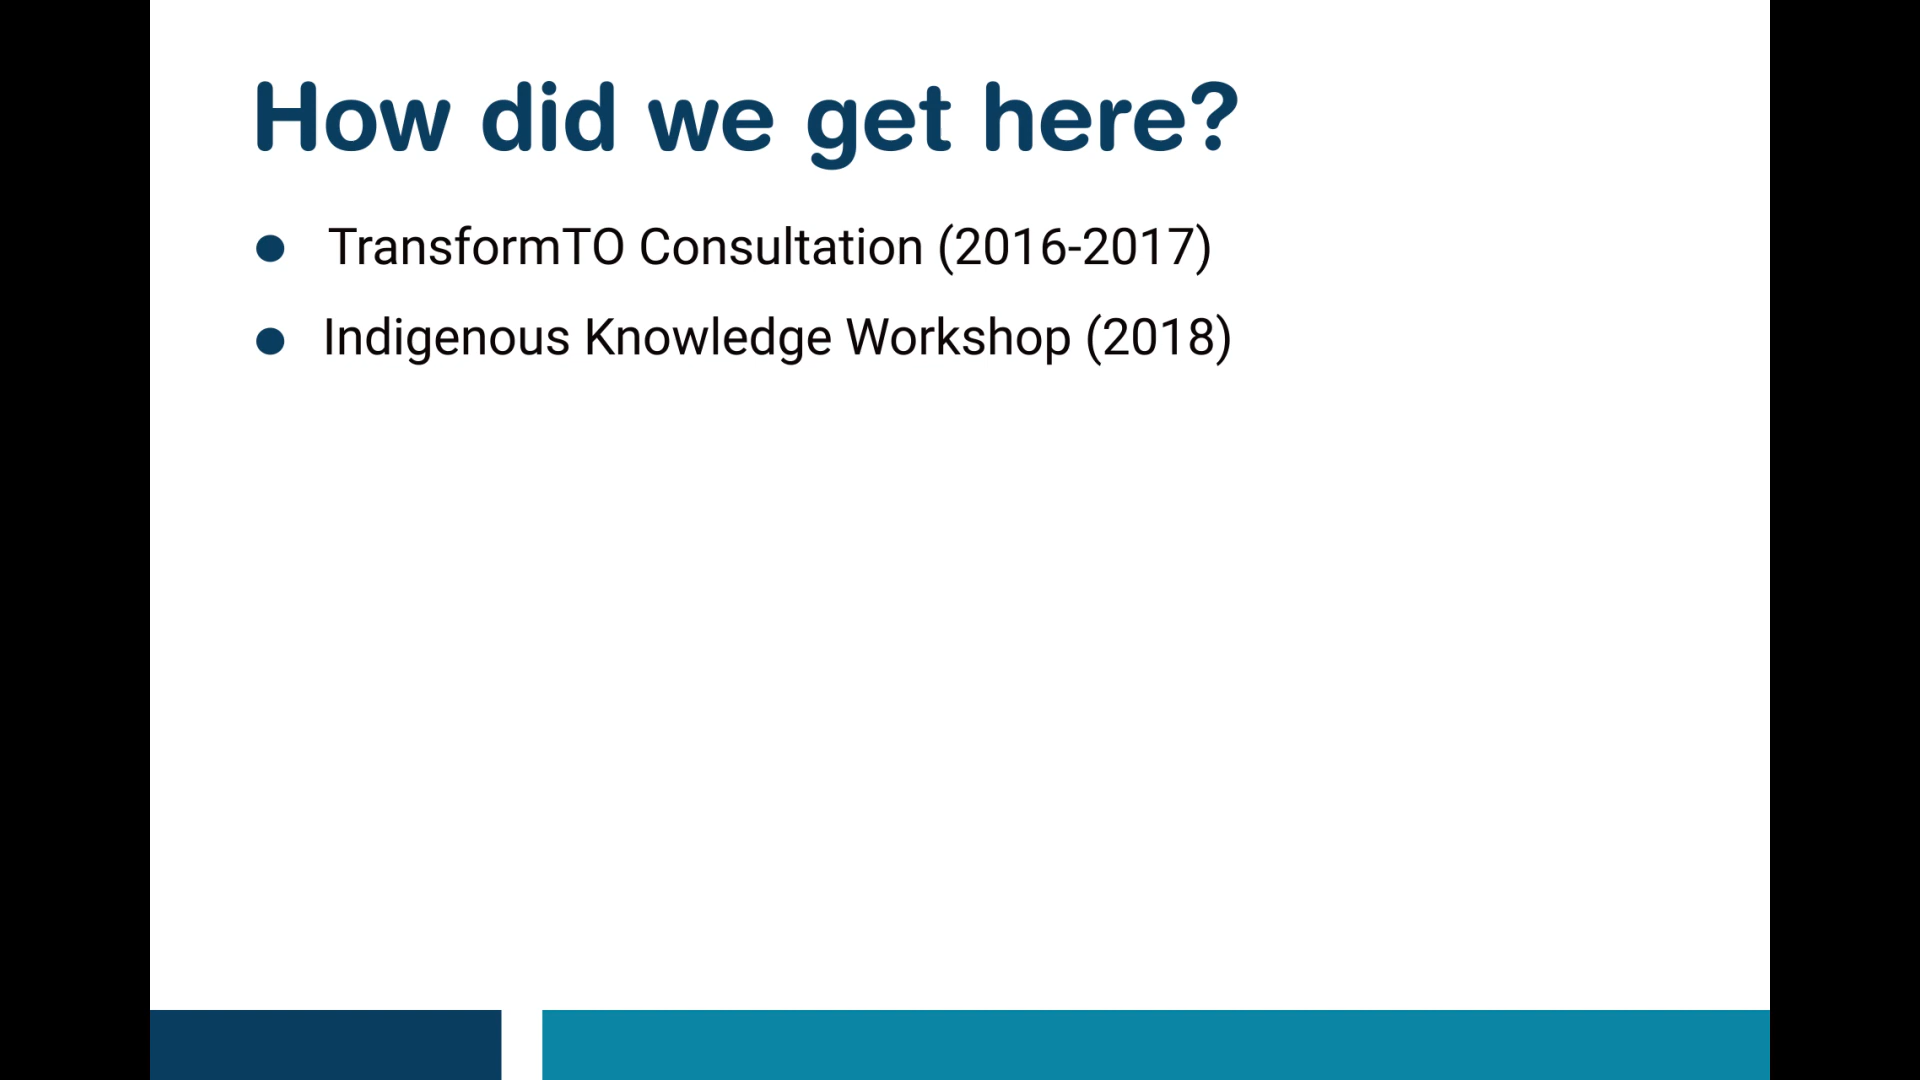 How did we get here?
TransformTO Consultation (2016-2017)
Indigenous Knowledge Workshop (2018)